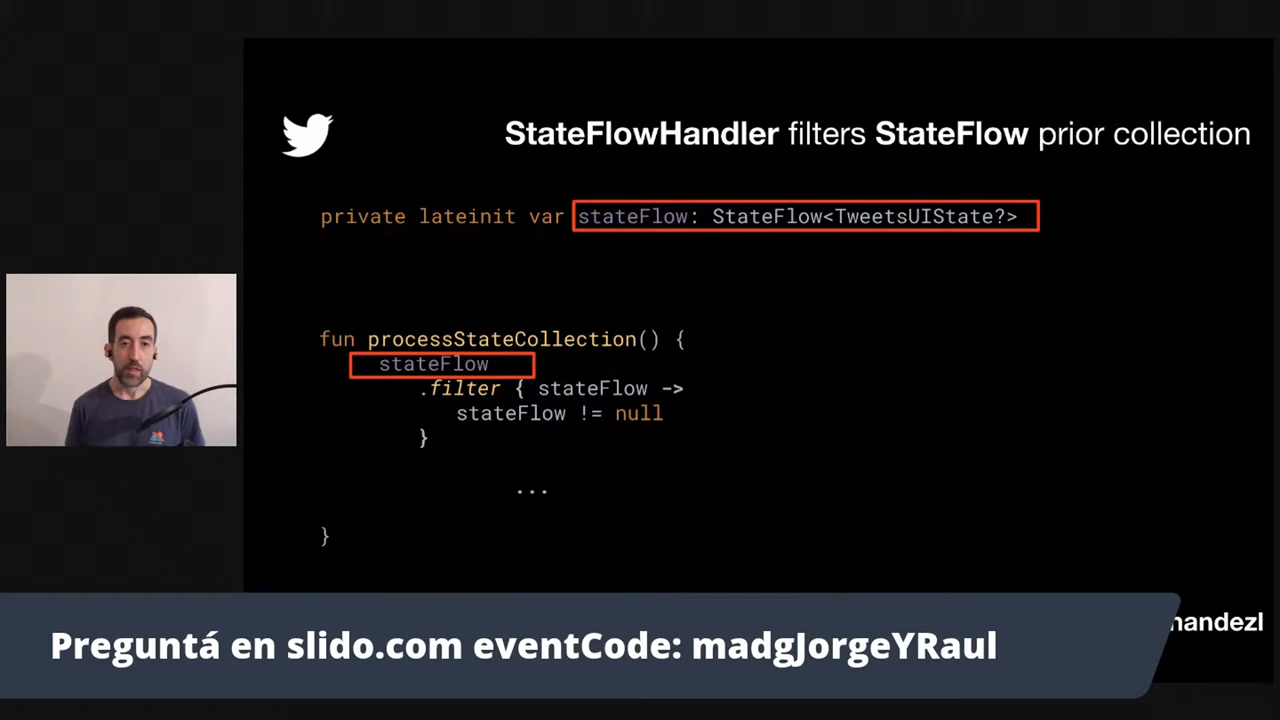 StateFlowHandler filters StateFlow prior collection
private lateinit var stateFlow: StateFlow<TweetsUIState?>
fun processStateCollection() {
stateFlow
.filter { stateFlow ->
stateFlow != null
}
...
}
Preguntá en slido.com eventCode: madgJorgeYRaul